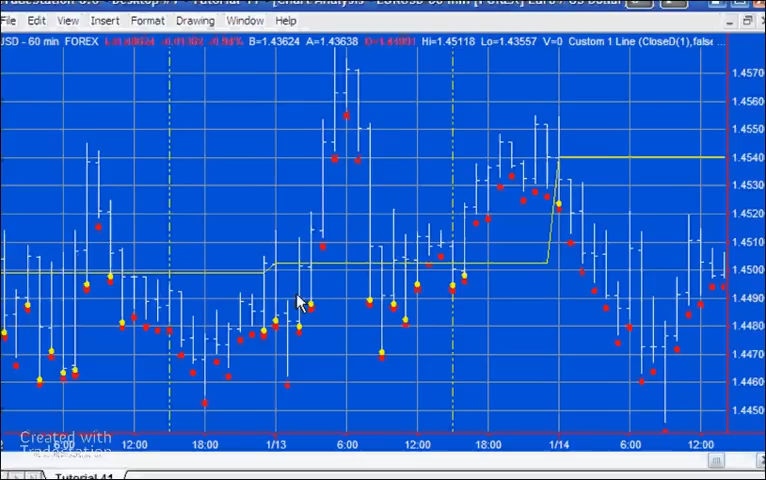 File Edit View Insert Format Drawing Window Help
USD - 60 min FOREX B=1.43624 A=1.43638 Hi=1.45118 Lo=1.43557 V=0 Custom 1 Line (CloseD(1),false ...
1.4570
1.4560
1.4550
1.4540
1.4530
1.4520
1.4510
1.4500
1.4490
1.4480
1.4470
1.4460
1.4450
6:00 12:00 18:00 1/13 6:00 12:00 18:00 1/14 6:00 12:00
Created with
Tradestation
Tutorial 41